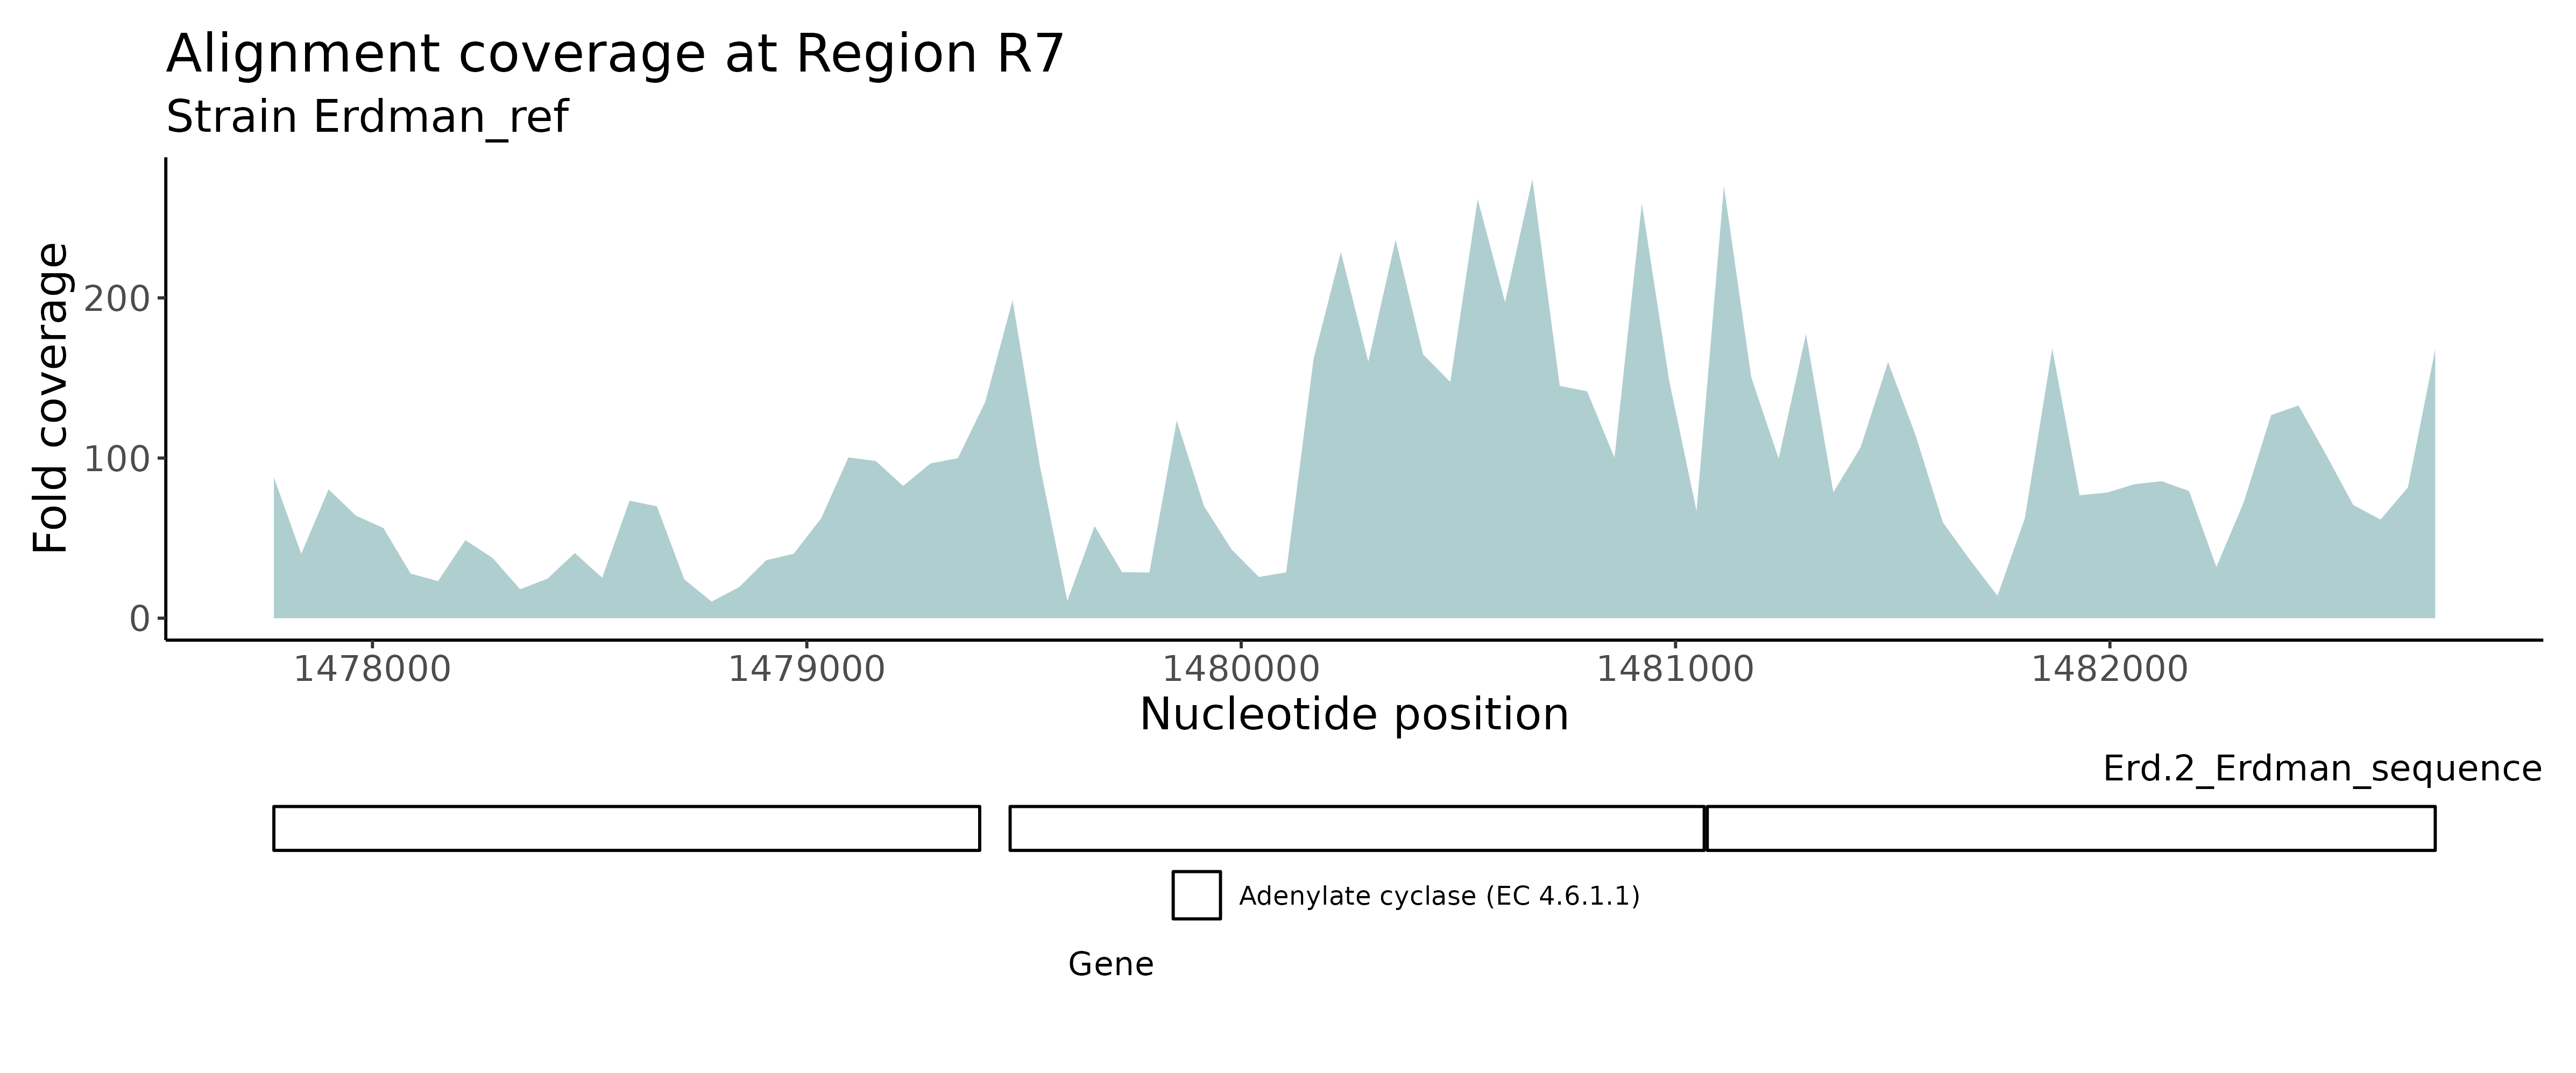 Alignment coverage at Region R7
Strain Erdman_ref
Fold coverage
200
100
0
1478000 1479000 1480000 1481000 1482000
Nucleotide position
Erd.2_Erdman_sequence
Adenylate cyclase (EC 4.6.1.1)
Gene